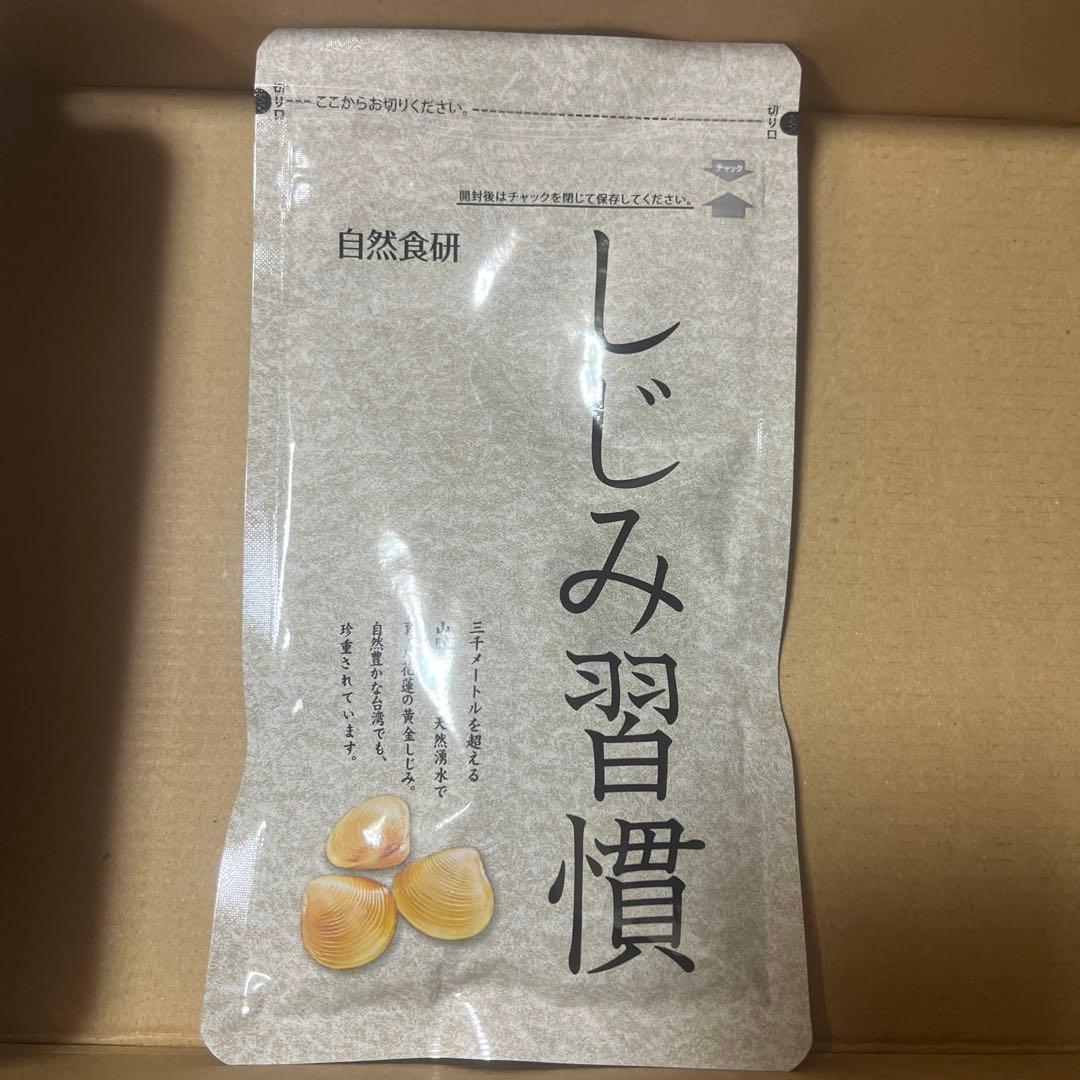 切り口
ここからお切りください。
切り口
チャック
開封後はチャックを閉じて保存してください。
自然食研
しじみ習慣
三千メートルを超える
天然湧水で
花蓮の黄金しじみ。
自然豊かな台湾でも、
珍重されています。